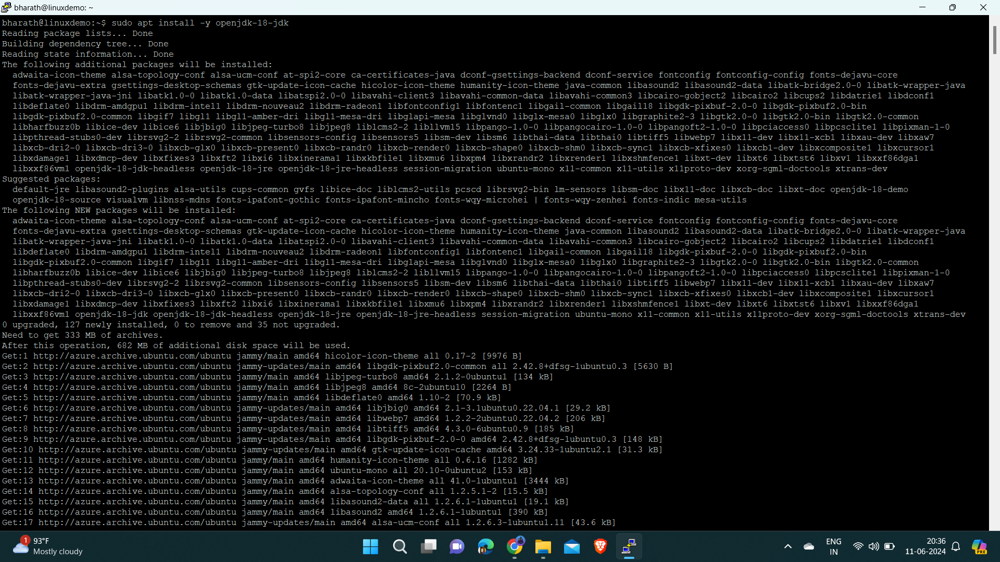 bharath@linuxdemo: ~
bharath@linuxdemo:~$ sudo apt install -y openjdk-18-jdk
Reading package lists... Done
Building dependency tree... Done
Reading state information... Done
The following additional packages will be installed:
adwaita-icon-theme alsa-topology-conf alsa-ucm-conf at-spi2-core ca-certificates-java dconf-gsettings-backend dconf-service fontconfig fontconfig-config fonts-dejavu-core
fonts-dejavu-extra gsettings-desktop-schemas gtk-update-icon-cache hicolor-icon-theme humanity-icon-theme java-common libasound2 libasound2-data libatk-bridge2.0-0 libatk-wrapper-java
libatk-wrapper-java-jni libatk1.0-0 libatk1.0-data libatspi2.0-0 libavahi-client3 libavahi-common-data libavahi-common3 libcairo-gobject2 libcairo2 libcups2 libdatrie1 libdconf1
libdeflate0 libdrm-amdgpu1 libdrm-intel1 libdrm-nouveau2 libdrm-radeon1 libfontconfig1 libfontenc1 libgail-common libgail18 libgdk-pixbuf-2.0-0 libgdk-pixbuf2.0-bin
libgdk-pixbuf2.0-common libgif7 libgl1 libgl1-amber-dri libgl1-mesa-dri libglapi-mesa libglvnd0 libglx-mesa0 libglx0 libgraphite2-3 libgtk2.0-0 libgtk2.0-bin libgtk2.0-common
libharfbuzz0b libice-dev libice6 libjbig0 libjpeg-turbo8 libjpeg8 liblcms2-2 libllvm15 libpango-1.0-0 libpangocairo-1.0-0 libpangoft2-1.0-0 libpciaccess0 libpcsclite1 libpixman-1-0
libpthread-stubs0-dev librsvg2-2 librsvg2-common libsensors-config libsensors5 libsm-dev libsm6 libthai-data libthai0 libtiff5 libwebp7 libx11-dev libx11-xcb1 libxau-dev libxaw7
libxcb-dri2-0 libxcb-dri3-0 libxcb-glx0 libxcb-present0 libxcb-randr0 libxcb-render0 libxcb-shape0 libxcb-shm0 libxcb-sync1 libxcb-xfixes0 libxcb1-dev libxcomposite1 libxcursor1
libxdamage1 libxdmcp-dev libxfixes3 libxft2 libxi6 libxinerama1 libxkbfile1 libxmu6 libxpm4 libxrandr2 libxrender1 libxshmfence1 libxt-dev libxt6 libxtst6 libxv1 libxxf86dga1
libxxf86vm1 openjdk-18-jdk-headless openjdk-18-jre openjdk-18-jre-headless session-migration ubuntu-mono x11-common x11-utils x11proto-dev xorg-sgml-doctools xtrans-dev
Suggested packages:
default-jre libasound2-plugins alsa-utils cups-common gvfs libice-doc liblcms2-utils pcscd librsvg2-bin lm-sensors libsm-doc libx11-doc libxcb-doc libxt-doc openjdk-18-demo
openjdk-18-source visualvm libnss-mdns fonts-ipafont-gothic fonts-ipafont-mincho fonts-wqy-microhei | fonts-wqy-zenhei fonts-indic mesa-utils
The following NEW packages will be installed:
adwaita-icon-theme alsa-topology-conf alsa-ucm-conf at-spi2-core ca-certificates-java dconf-gsettings-backend dconf-service fontconfig fontconfig-config fonts-dejavu-core
fonts-dejavu-extra gsettings-desktop-schemas gtk-update-icon-cache hicolor-icon-theme humanity-icon-theme java-common libasound2 libasound2-data libatk-bridge2.0-0 libatk-wrapper-java
libatk-wrapper-java-jni libatk1.0-0 libatk1.0-data libatspi2.0-0 libavahi-client3 libavahi-common-data libavahi-common3 libcairo-gobject2 libcairo2 libcups2 libdatrie1 libdconf1
libdeflate0 libdrm-amdgpu1 libdrm-intel1 libdrm-nouveau2 libdrm-radeon1 libfontconfig1 libfontenc1 libgail-common libgail18 libgdk-pixbuf-2.0-0 libgdk-pixbuf2.0-bin
libgdk-pixbuf2.0-common libgif7 libgl1 libgl1-amber-dri libgl1-mesa-dri libglapi-mesa libglvnd0 libglx-mesa0 libglx0 libgraphite2-3 libgtk2.0-0 libgtk2.0-bin libgtk2.0-common
libharfbuzz0b libice-dev libice6 libjbig0 libjpeg-turbo8 libjpeg8 liblcms2-2 libllvm15 libpango-1.0-0 libpangocairo-1.0-0 libpangoft2-1.0-0 libpciaccess0 libpcsclite1 libpixman-1-0
libpthread-stubs0-dev librsvg2-2 librsvg2-common libsensors-config libsensors5 libsm-dev libsm6 libthai-data libthai0 libtiff5 libwebp7 libx11-dev libx11-xcb1 libxau-dev libxaw7
libxcb-dri2-0 libxcb-dri3-0 libxcb-glx0 libxcb-present0 libxcb-randr0 libxcb-render0 libxcb-shape0 libxcb-shm0 libxcb-sync1 libxcb-xfixes0 libxcb1-dev libxcomposite1 libxcursor1
libxdamage1 libxdmcp-dev libxfixes3 libxft2 libxi6 libxinerama1 libxkbfile1 libxmu6 libxpm4 libxrandr2 libxrender1 libxshmfence1 libxt-dev libxt6 libxtst6 libxv1 libxxf86dga1
libxxf86vm1 openjdk-18-jdk openjdk-18-jdk-headless openjdk-18-jre openjdk-18-jre-headless session-migration ubuntu-mono x11-common x11-utils x11proto-dev xorg-sgml-doctools xtrans-dev
0 upgraded, 127 newly installed, 0 to remove and 35 not upgraded.
Need to get 333 MB of archives.
After this operation, 682 MB of additional disk space will be used.
Get:1 http://azure.archive.ubuntu.com/ubuntu jammy/main amd64 hicolor-icon-theme all 0.17-2 [9976 B]
Get:2 http://azure.archive.ubuntu.com/ubuntu jammy-updates/main amd64 libgdk-pixbuf2.0-common all 2.42.8+dfsg-1ubuntu0.3 [5630 B]
Get:3 http://azure.archive.ubuntu.com/ubuntu jammy/main amd64 libjpeg-turbo8 amd64 2.1.2-0ubuntu1 [134 kB]
Get:4 http://azure.archive.ubuntu.com/ubuntu jammy/main amd64 libjpeg8 amd64 8c-2ubuntu10 [2264 B]
Get:5 http://azure.archive.ubuntu.com/ubuntu jammy/main amd64 libdeflate0 amd64 1.10-2 [70.9 kB]
Get:6 http://azure.archive.ubuntu.com/ubuntu jammy-updates/main amd64 libjbig0 amd64 2.1-3.1ubuntu0.22.04.1 [29.2 kB]
Get:7 http://azure.archive.ubuntu.com/ubuntu jammy-updates/main amd64 libwebp7 amd64 1.2.2-2ubuntu0.22.04.2 [206 kB]
Get:8 http://azure.archive.ubuntu.com/ubuntu jammy-updates/main amd64 libtiff5 amd64 4.3.0-6ubuntu0.9 [185 kB]
Get:9 http://azure.archive.ubuntu.com/ubuntu jammy-updates/main amd64 libgdk-pixbuf-2.0-0 amd64 2.42.8+dfsg-1ubuntu0.3 [148 kB]
Get:10 http://azure.archive.ubuntu.com/ubuntu jammy-updates/main amd64 gtk-update-icon-cache amd64 3.24.33-1ubuntu2.1 [31.3 kB]
Get:11 http://azure.archive.ubuntu.com/ubuntu jammy/main amd64 humanity-icon-theme all 0.6.16 [1282 kB]
Get:12 http://azure.archive.ubuntu.com/ubuntu jammy/main amd64 ubuntu-mono all 20.10-0ubuntu2 [153 kB]
Get:13 http://azure.archive.ubuntu.com/ubuntu jammy/main amd64 adwaita-icon-theme all 41.0-1ubuntu1 [3444 kB]
Get:14 http://azure.archive.ubuntu.com/ubuntu jammy/main amd64 alsa-topology-conf all 1.2.5.1-2 [15.5 kB]
Get:15 http://azure.archive.ubuntu.com/ubuntu jammy/main amd64 libasound2-data all 1.2.6.1-1ubuntu1 [19.1 kB]
Get:16 http://azure.archive.ubuntu.com/ubuntu jammy/main amd64 libasound2 amd64 1.2.6.1-1ubuntu1 [390 kB]
Get:17 http://azure.archive.ubuntu.com/ubuntu jammy-updates/main amd64 alsa-ucm-conf all 1.2.6.3-1ubuntu1.11 [43.6 kB]
1
93°F
Mostly cloudy
ENG
IN
20:36
11-06-2024
PRE